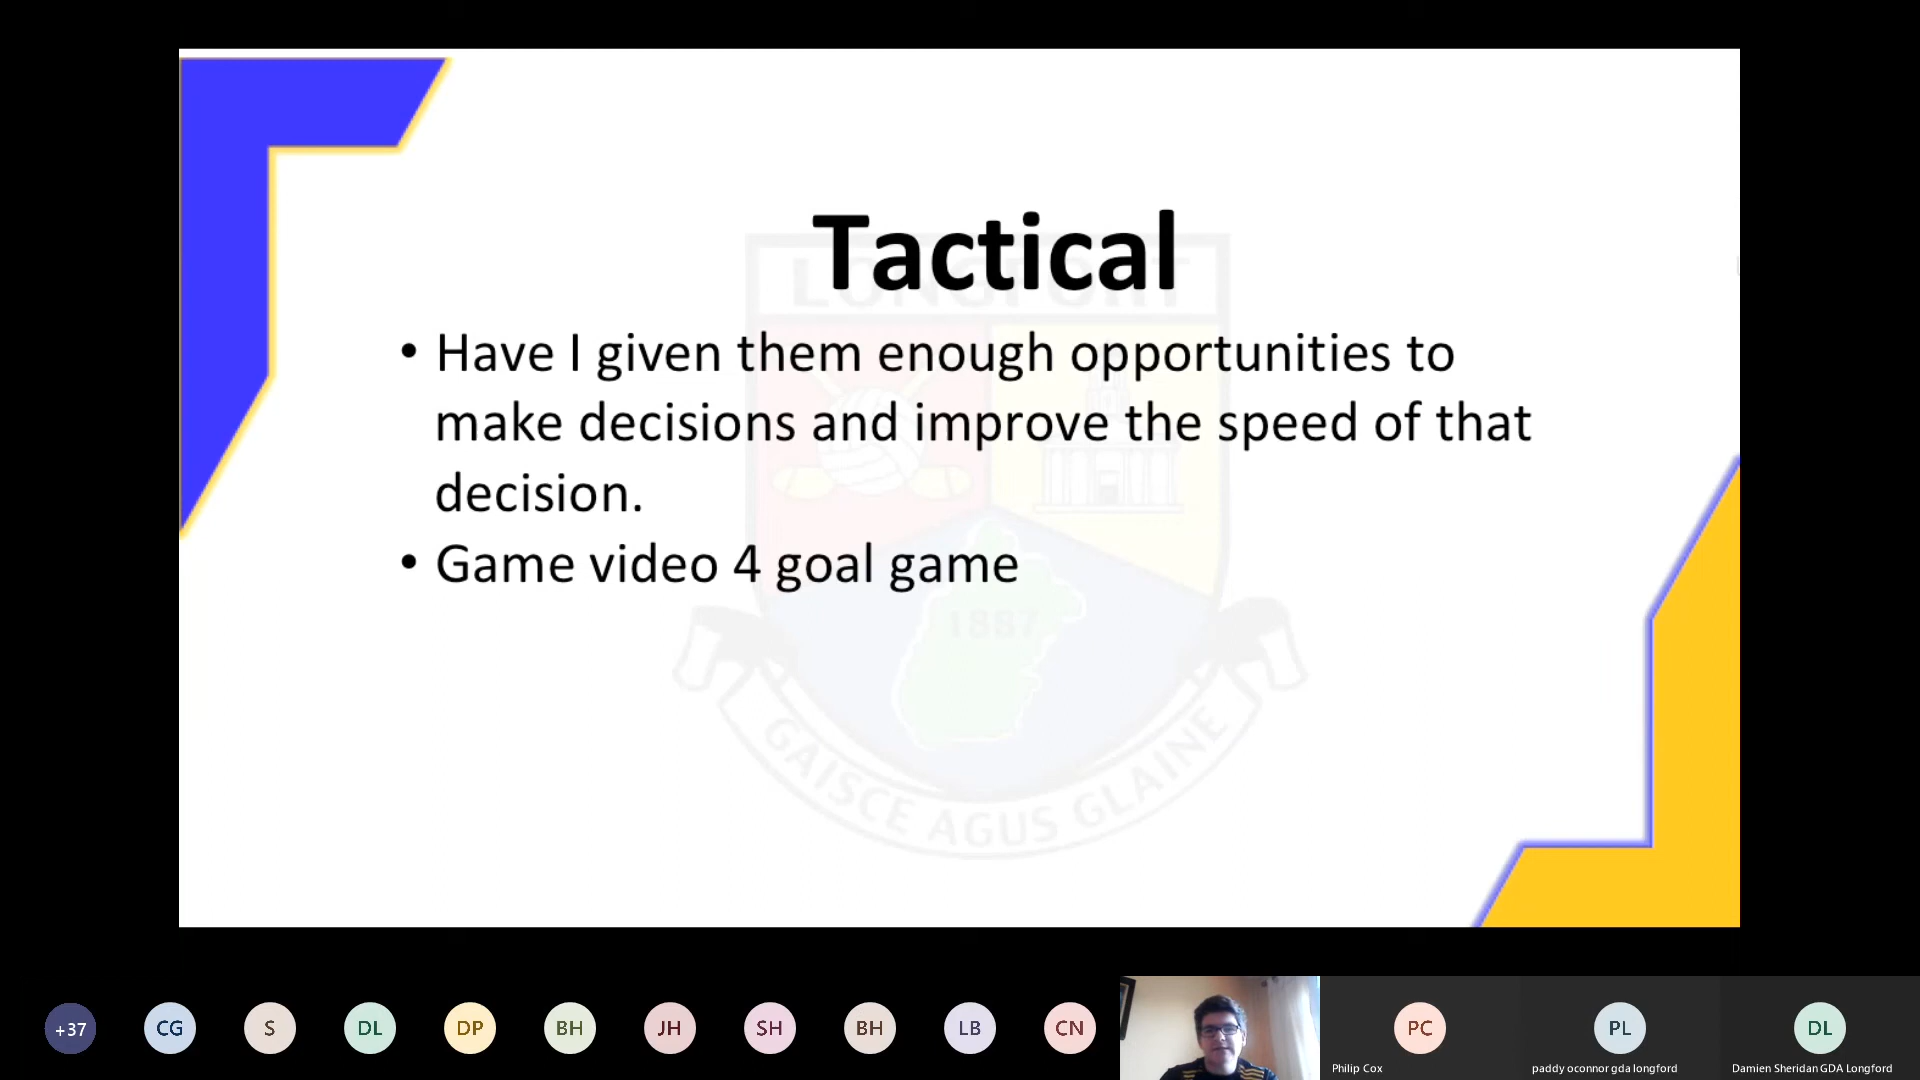 LONGFORT
Tactical
• Have I given them enough opportunities to
make decisions and improve the speed of that
decision.
• Game video 4 goal game
1887
GAISCE AGUS GLAINE
+37
CG
S
DL
DP
BH
JH
SH
BH
LB
CN
PC
PL
DL
Philip Cox
paddy oconnor gda longford
Damien Sheridan GDA Longford